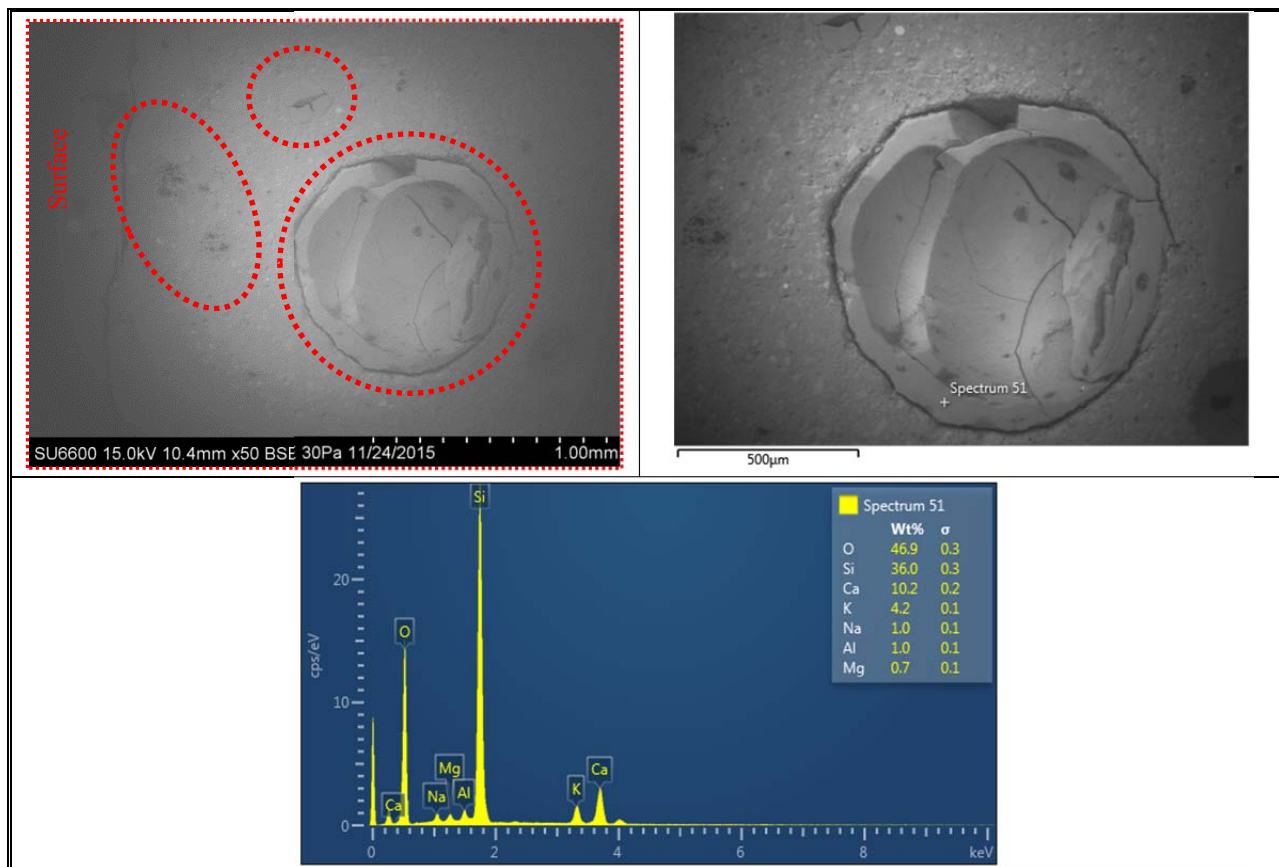 Surface
SU6600 15.0kV 10.4mm x50 BSE 30Pa 11/24/2015 1.00mm
Spectrum 51
500µm
Si
O
Ca
Na
Mg
Al
K
Ca
cps/eV
20
10
0
0
2
4
6
8
keV
Spectrum 51
Wt% σ
O 46.9 0.3
Si 36.0 0.3
Ca 10.2 0.2
K 4.2 0.1
Na 1.0 0.1
Al 1.0 0.1
Mg 0.7 0.1